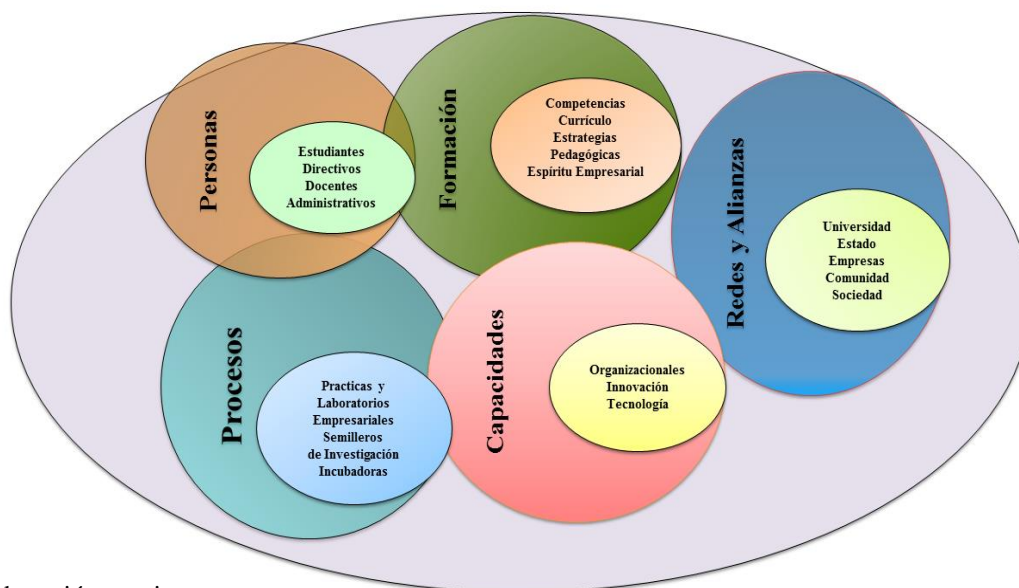 Personas
Estudiantes
Directivos
Docentes
Administrativos
Formación
Competencias
Currículo
Estrategias
Pedagógicas
Espíritu Empresarial
Redes y Alianzas
Universidad
Estado
Empresas
Comunidad
Sociedad
Procesos
Practicas y
Laboratorios
Empresariales
Semilleros
de Investigación
Incubadoras
Capacidades
Organizacionales
Innovación
Tecnología